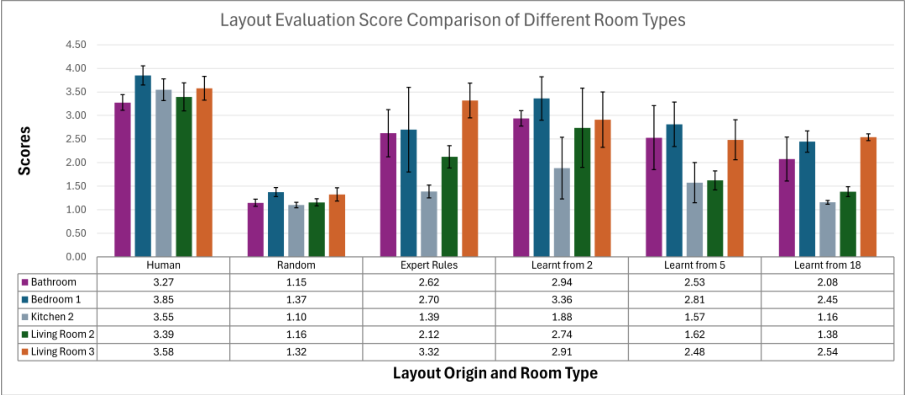 Layout Evaluation Score Comparison of Different Room Types
4.50
4.00
3.50
3.00
2.50
2.00
1.50
1.00
0.50
0.00
Scores
Human Random Expert Rules Learnt from 2 Learnt from 5 Learnt from 18
Bathroom 3.27 1.15 2.62 2.94 2.53 2.08
Bedroom 1 3.85 1.37 2.70 3.36 2.81 2.45
Kitchen 2 3.55 1.10 1.39 1.88 1.57 1.16
Living Room 2 3.39 1.16 2.12 2.74 1.62 1.38
Living Room 3 3.58 1.32 3.32 2.91 2.48 2.54
Layout Origin and Room Type